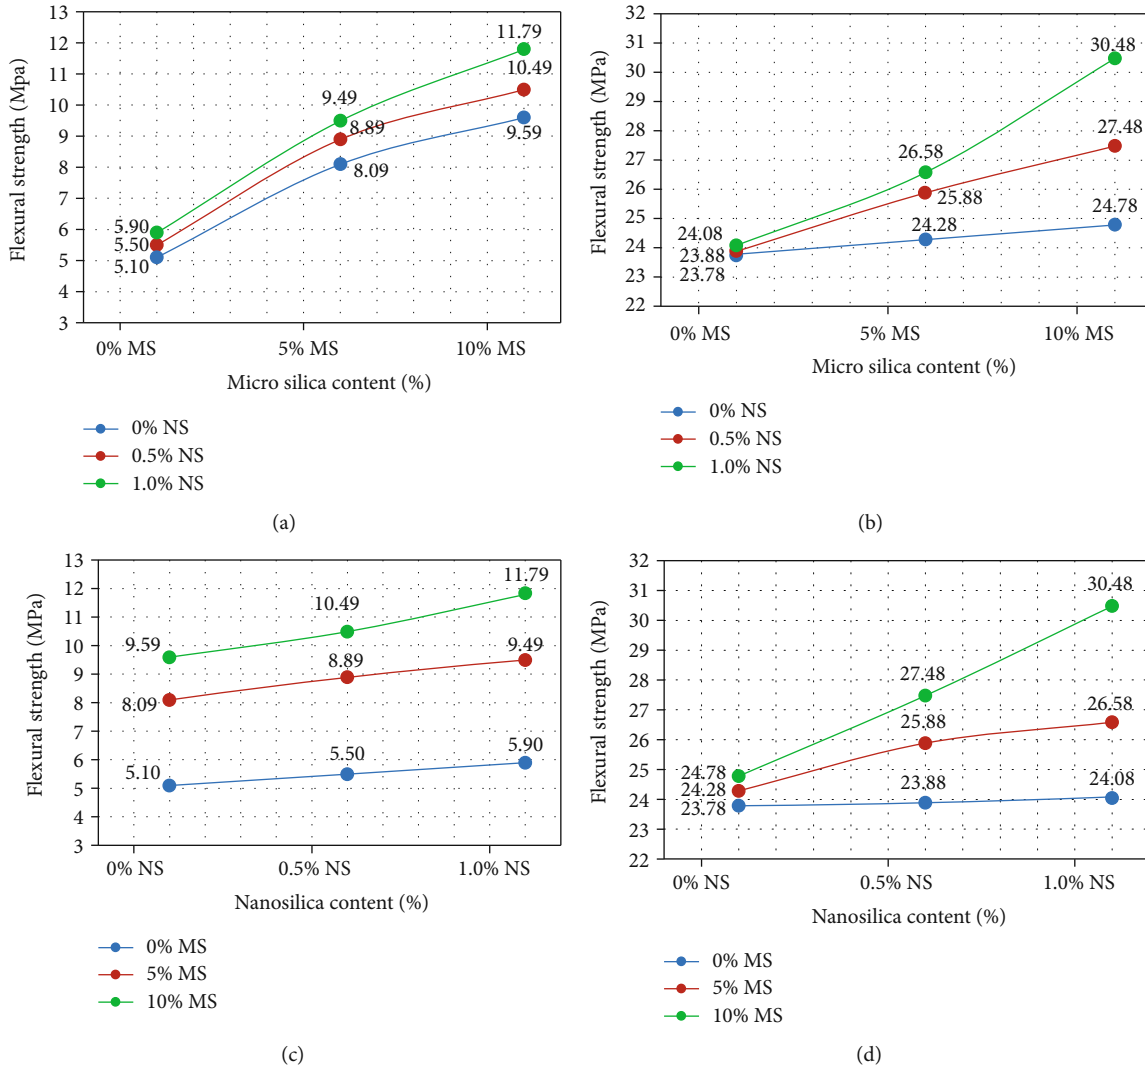 13
12
11
10
9
8
7
6
5
4
3
Flexural strength (Mpa)
5.90
5.50
5.10
9.49
8.89
8.09
11.79
10.49
9.59
0% MS 5% MS 10% MS
Micro silica content (%)
0% NS
0.5% NS
1.0% NS
(a)
32
31
30
29
28
27
26
25
24
23
22
Flexural strength (MPa)
24.08
23.88
23.78
26.58
25.88
24.28
30.48
27.48
24.78
0% MS 5% MS 10% MS
Micro silica content (%)
0% NS
0.5% NS
1.0% NS
(b)
13
12
11
10
9
8
7
6
5
4
3
Flexural strength (MPa)
9.59
8.09
5.10
10.49
8.89
5.50
11.79
9.49
5.90
0% NS 0.5% NS 1.0% NS
Nanosilica content (%)
0% MS
5% MS
10% MS
(c)
32
31
30
29
28
27
26
25
24
23
22
Flexural strength (MPa)
24.78
24.28
23.78
27.48
25.88
23.88
30.48
26.58
24.08
0% NS 0.5% NS 1.0% NS
Nanosilica content (%)
0% MS
5% MS
10% MS
(d)